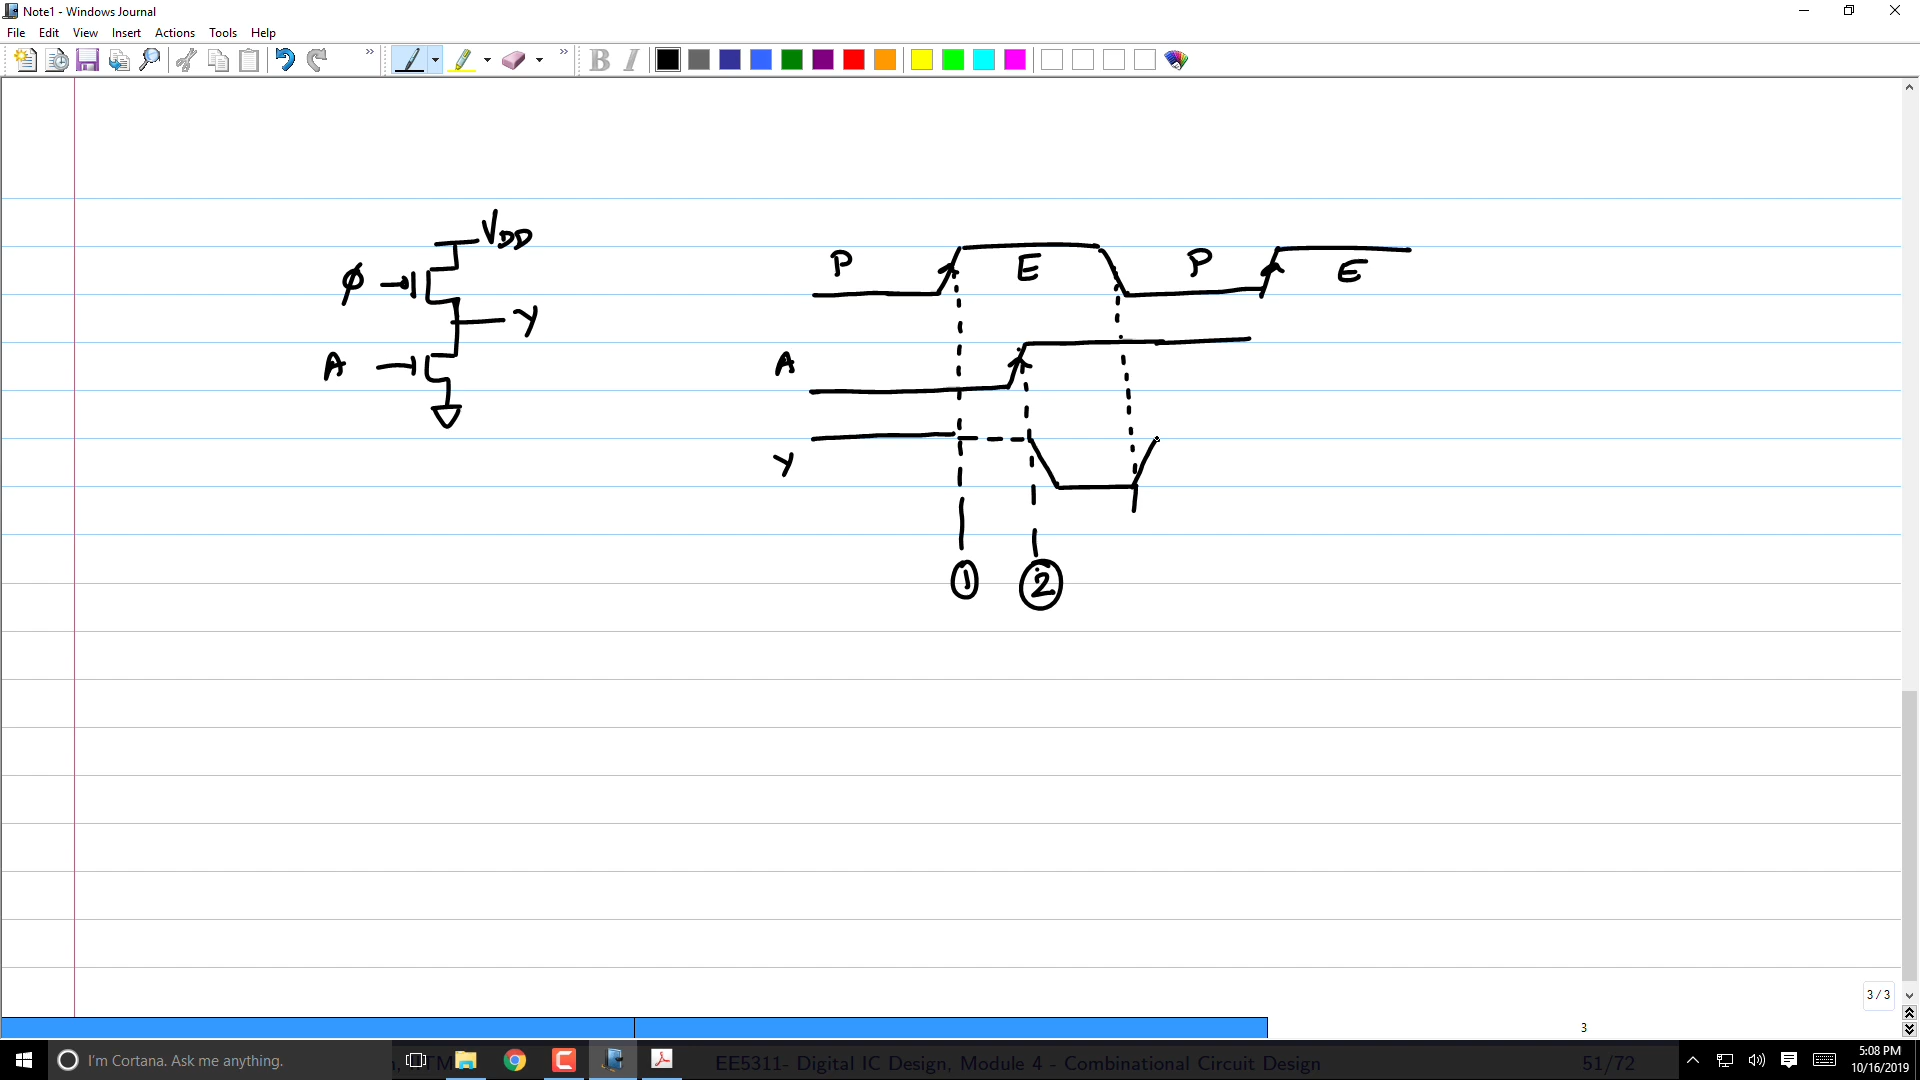 Note1 - Windows Journal
File Edit View Insert Actions Tools Help
B I
VDD
ϕ
Y
A
P E P E
A
Y
1 2
3 / 3
3
I'm Cortana. Ask me anything.
EE5311- Digital IC Design, Module 4 - Combinational Circuit Design 51/72
5:08 PM
10/16/2019